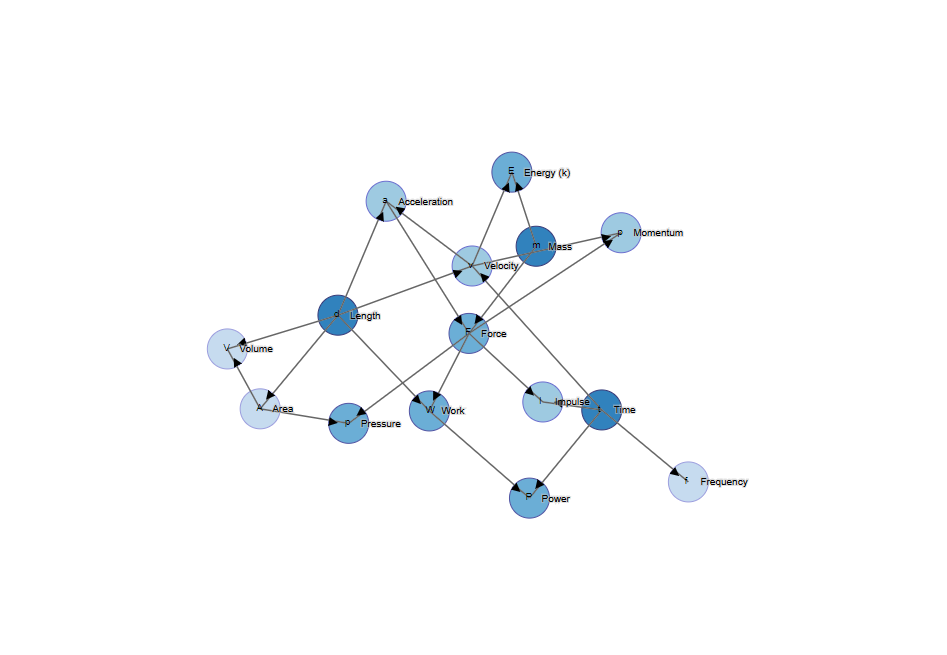 E Energy (k)
a Acceleration
p Momentum
m Mass
v Velocity
d Length
F Force
V Volume
I Impulse
A Area
W Work
t Time
p Pressure
f Frequency
P Power